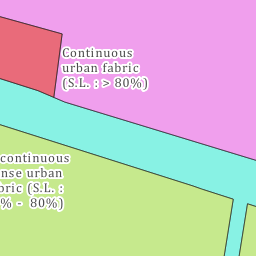 Continuous
urban fabric
(S.L. : > 80%)
continuous
nse urban
bric (S.L. :
% - 80%)